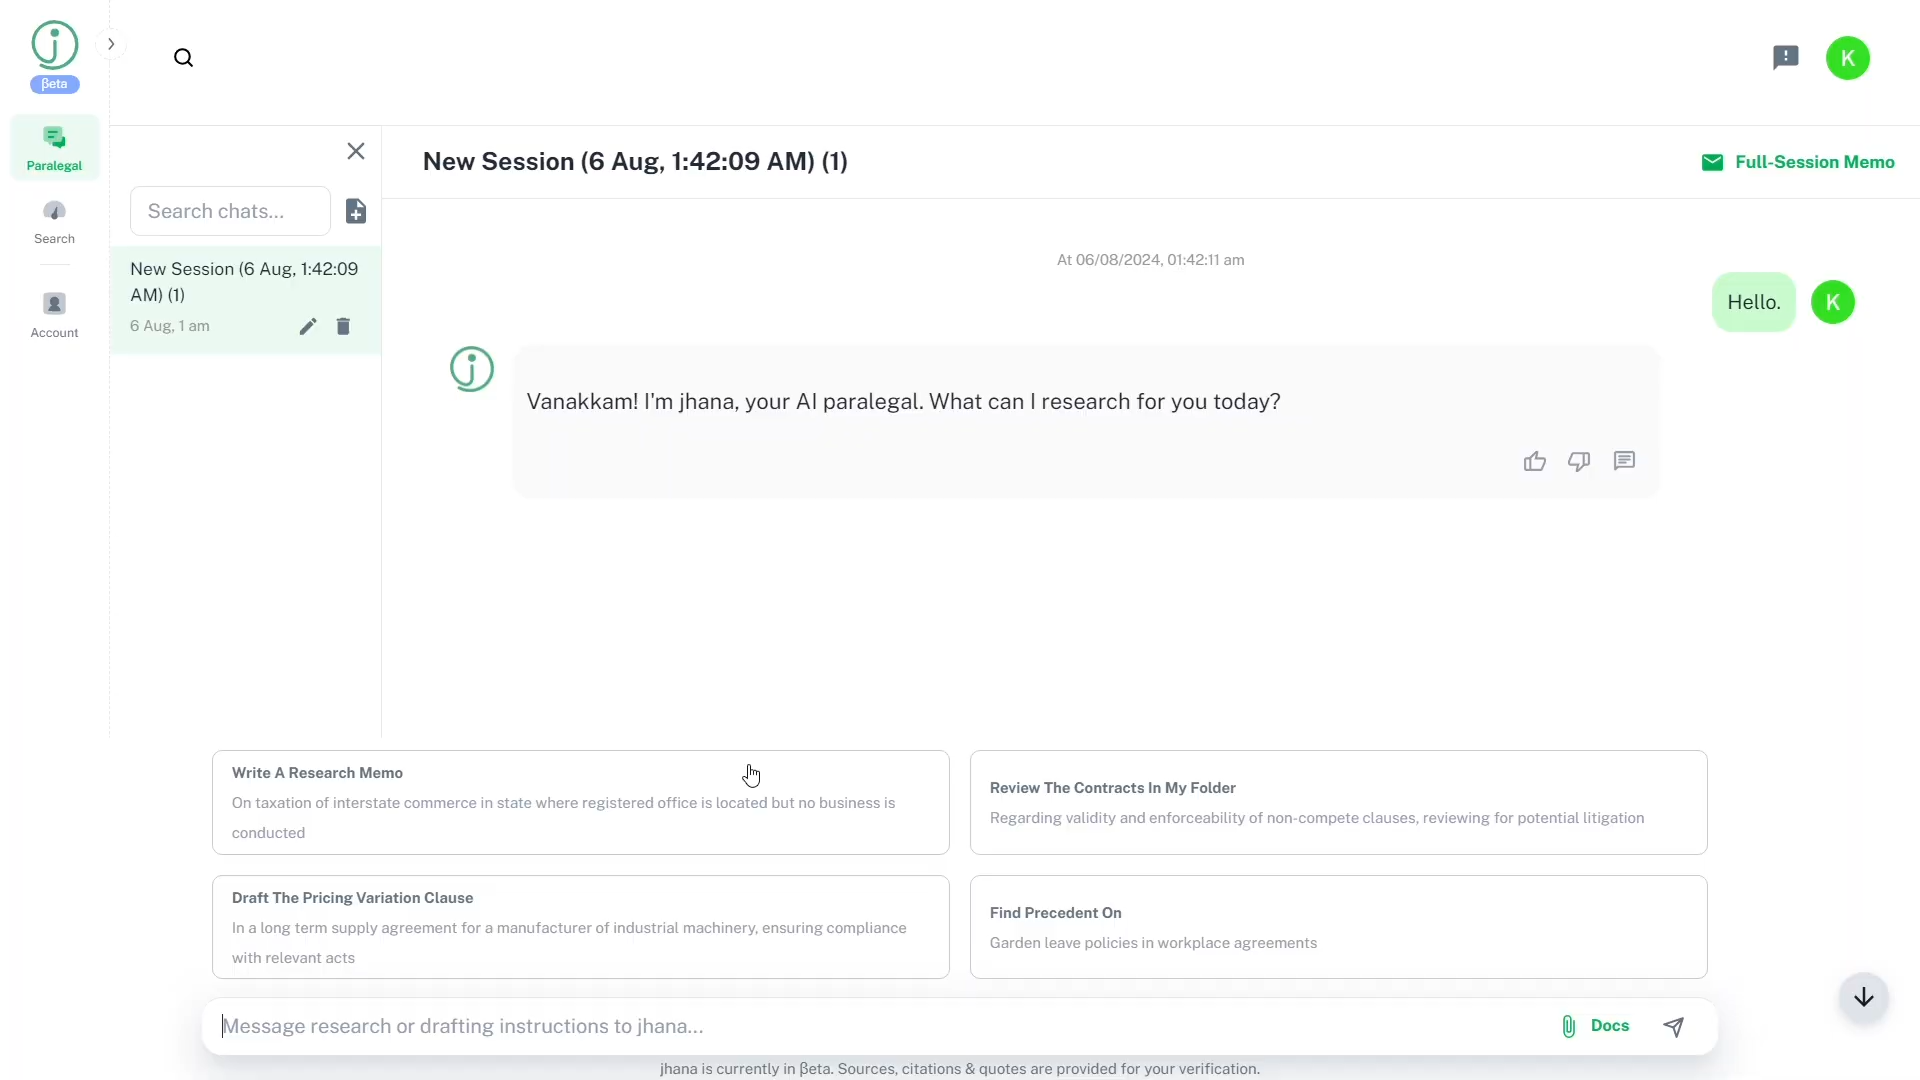 j
βeta
K
Paralegal
Search
Account
Search chats...
New Session (6 Aug, 1:42:09
AM) (1)
6 Aug, 1 am
New Session (6 Aug, 1:42:09 AM) (1)
Full-Session Memo
At 06/08/2024, 01:42:11 am
Hello.
K
j
Vanakkam! I'm jhana, your AI paralegal. What can I research for you today?
Write A Research Memo
On taxation of interstate commerce in state where registered office is located but no business is
conducted
Review The Contracts In My Folder
Regarding validity and enforceability of non-compete clauses, reviewing for potential litigation
Draft The Pricing Variation Clause
In a long term supply agreement for a manufacturer of industrial machinery, ensuring compliance
with relevant acts
Find Precedent On
Garden leave policies in workplace agreements
Message research or drafting instructions to jhana...
Docs
jhana is currently in βeta. Sources, citations & quotes are provided for your verification.